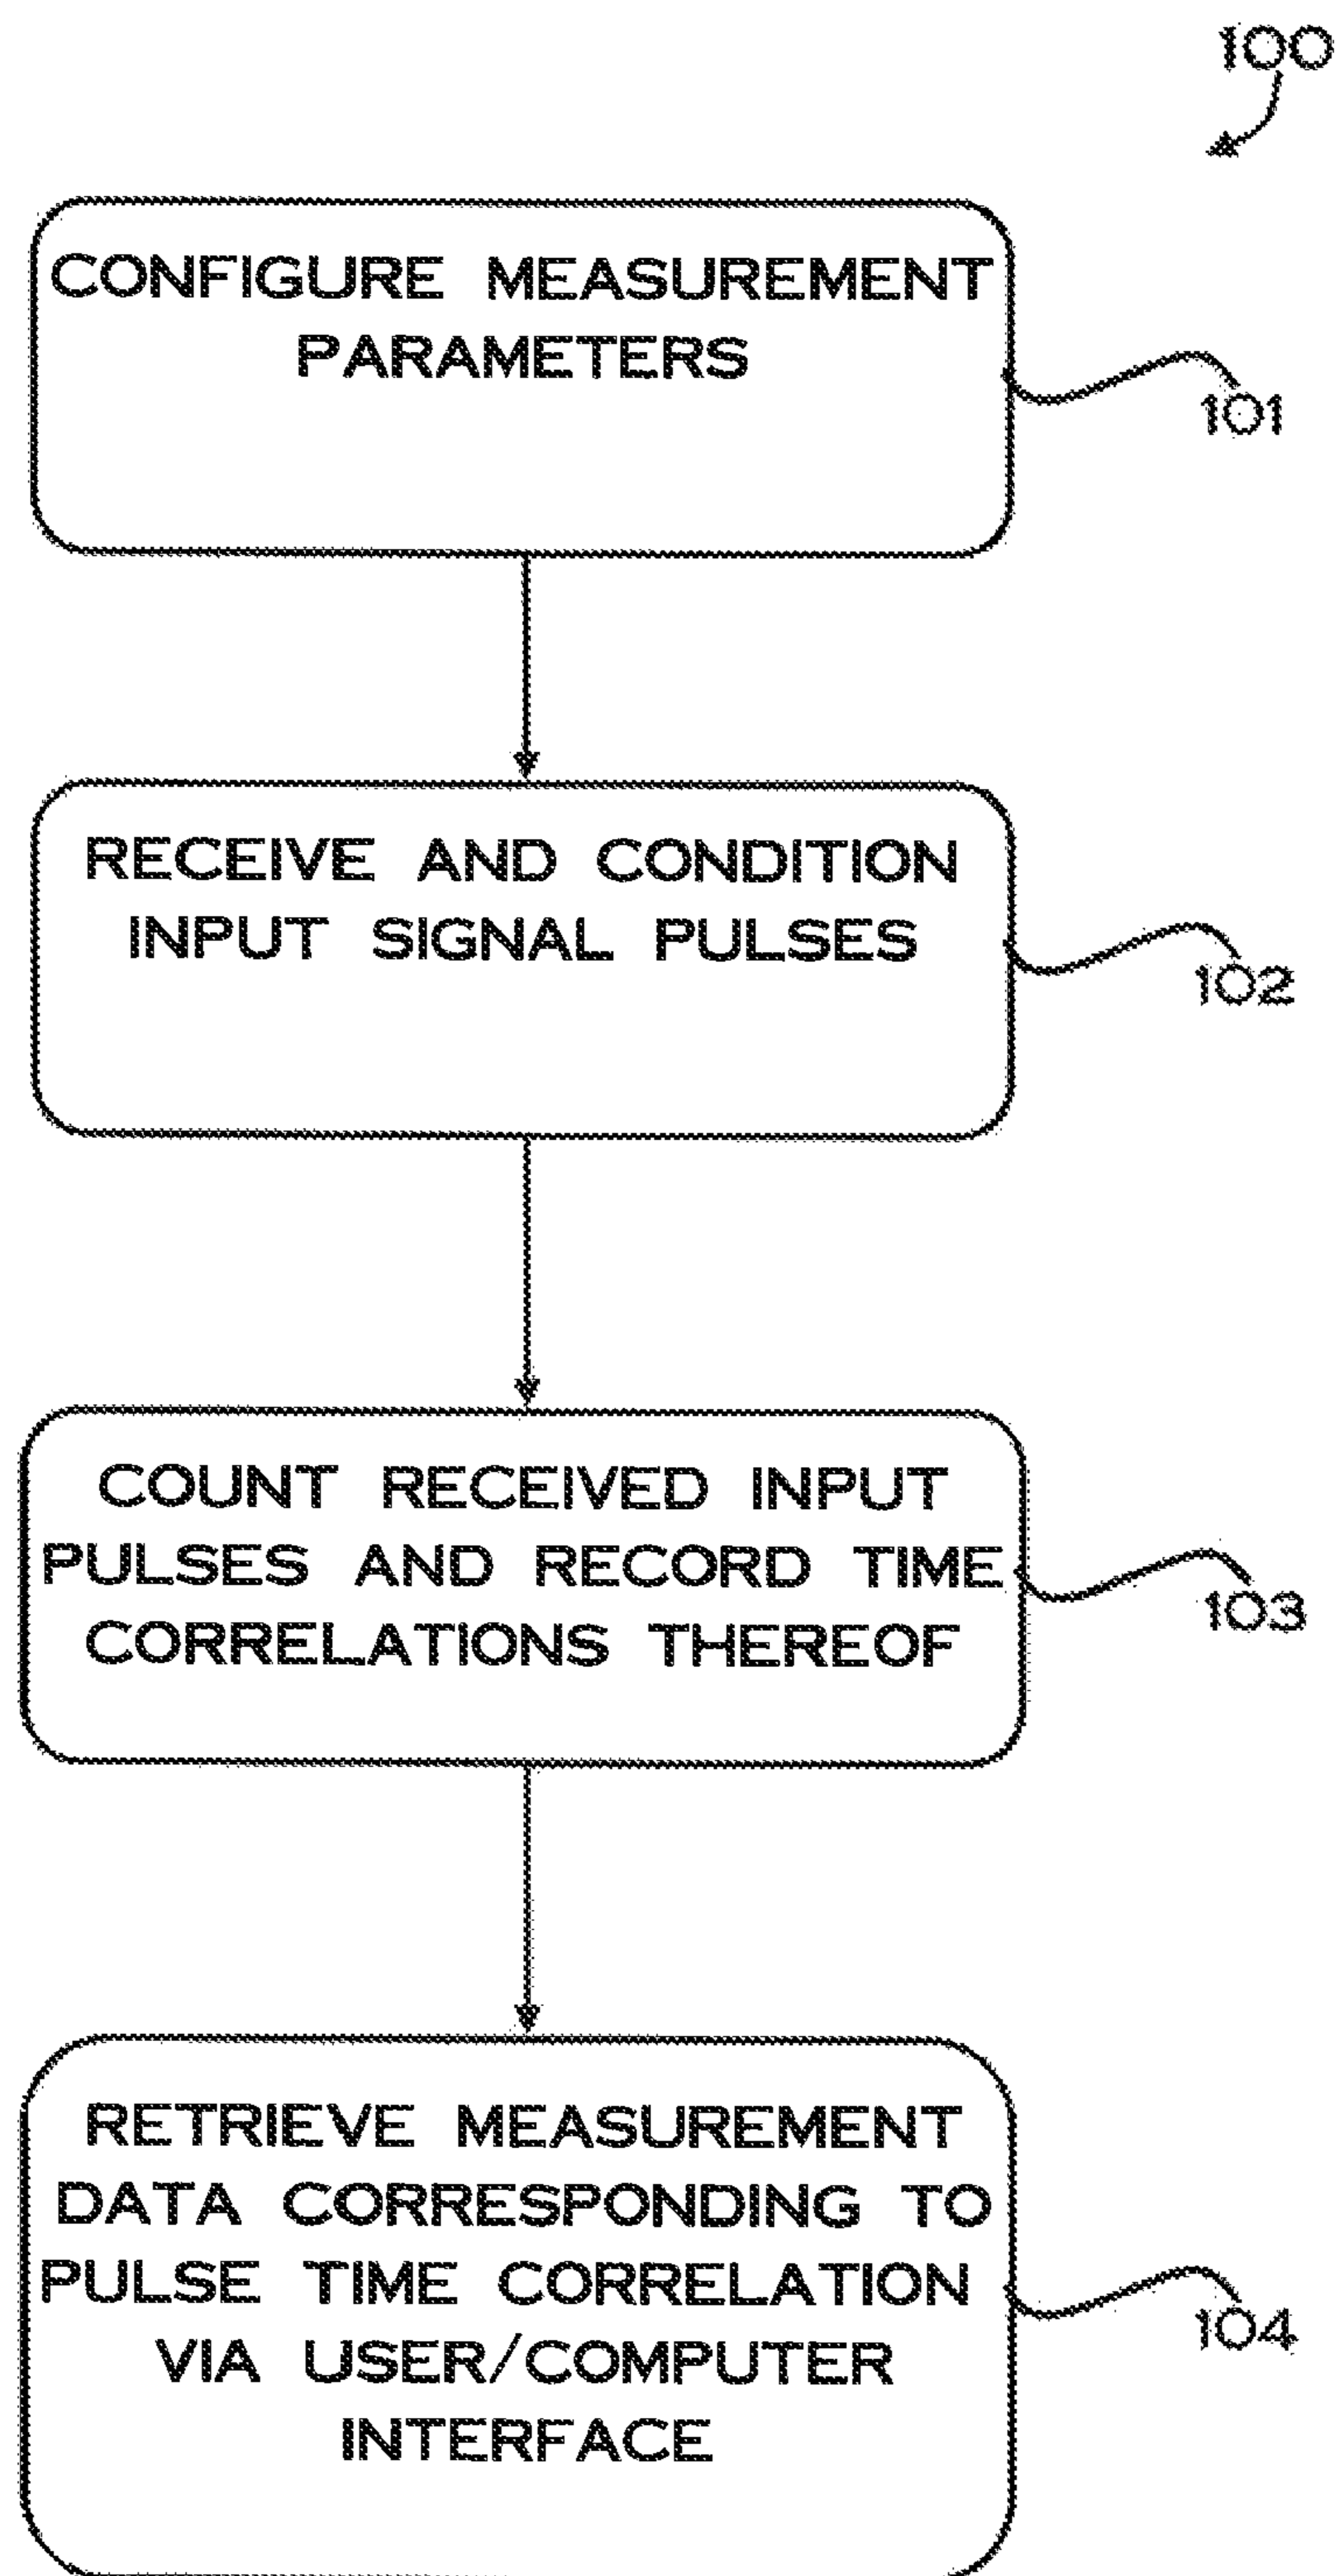 100
CONFIGURE MEASUREMENT
PARAMETERS
101
RECEIVE AND CONDITION
INPUT SIGNAL PULSES
102
COUNT RECEIVED INPUT
PULSES AND RECORD TIME
CORRELATIONS THEREOF
103
RETRIEVE MEASUREMENT
DATA CORRESPONDING TO
PULSE TIME CORRELATION
VIA USER/COMPUTER
INTERFACE
104